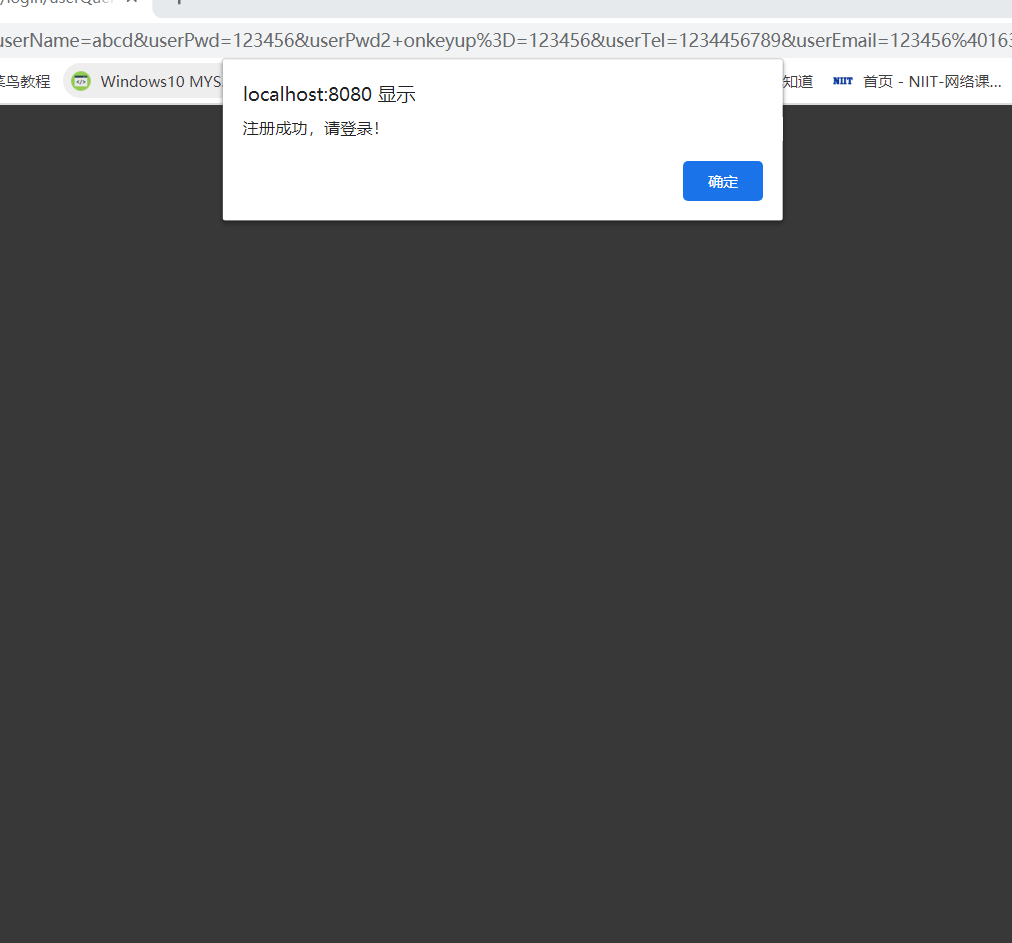 /login/userQue
userName=abcd&userPwd=123456&userPwd2+onkeyup%3D=123456&userTel=1234456789&userEmail=123456%40163
菜鸟教程 Windows10 MYS 知道 NIIT 首页 - NIIT-网络课...
localhost:8080 显示
注册成功，请登录！
确定